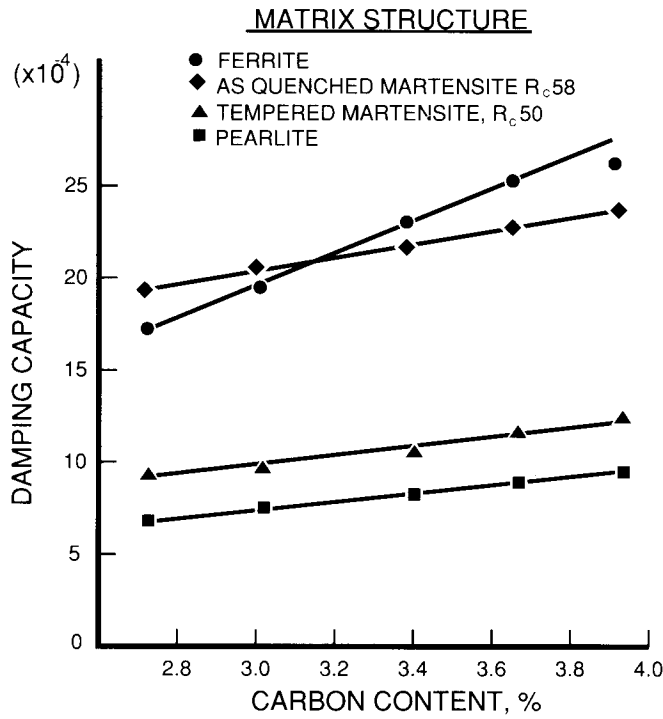 MATRIX STRUCTURE
(x10-4)
● FERRITE
◆ AS QUENCHED MARTENSITE Rc58
▲ TEMPERED MARTENSITE, Rc50
■ PEARLITE
25
20
15
10
5
0
DAMPING CAPACITY
2.8 3.0 3.2 3.4 3.6 3.8 4.0
CARBON CONTENT, %